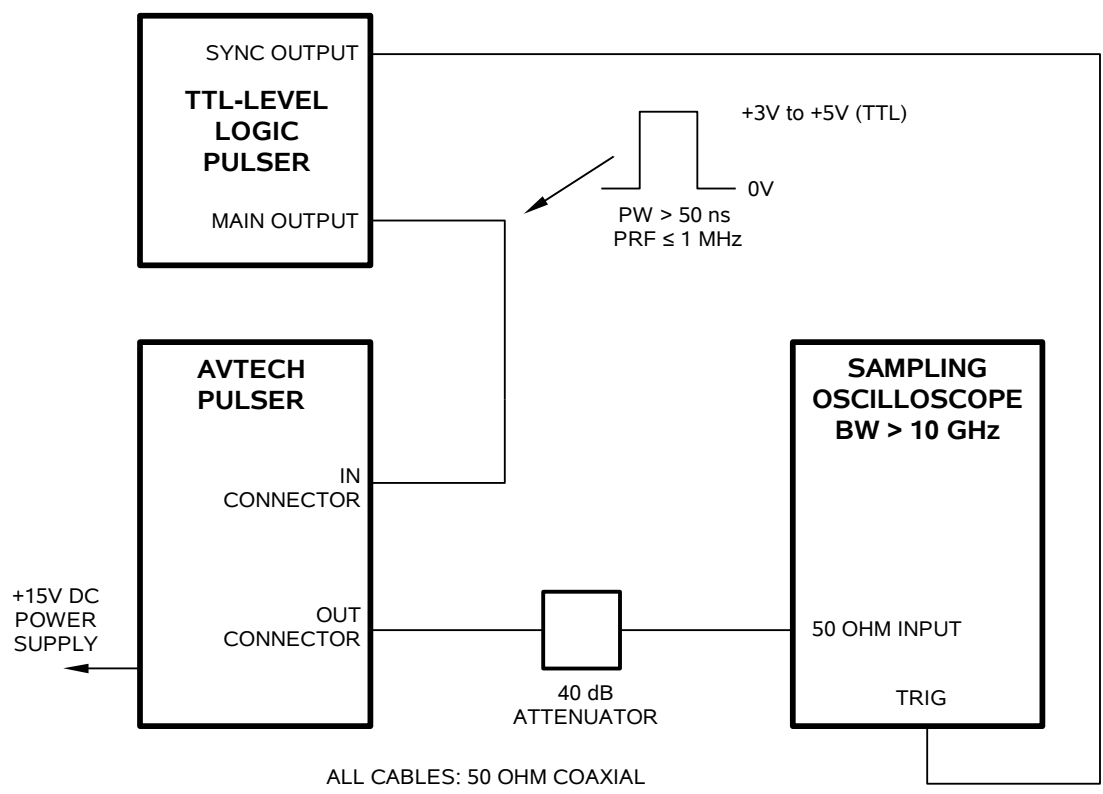 SYNC OUTPUT
TTL-LEVEL
LOGIC
PULSER
MAIN OUTPUT
+3V to +5V (TTL)
0V
PW > 50 ns
PRF ≤ 1 MHz
AVTECH
PULSER
IN
CONNECTOR
OUT
CONNECTOR
+15V DC
POWER
SUPPLY
40 dB
ATTENUATOR
SAMPLING
OSCILLOSCOPE
BW > 10 GHz
50 OHM INPUT
TRIG
ALL CABLES: 50 OHM COAXIAL